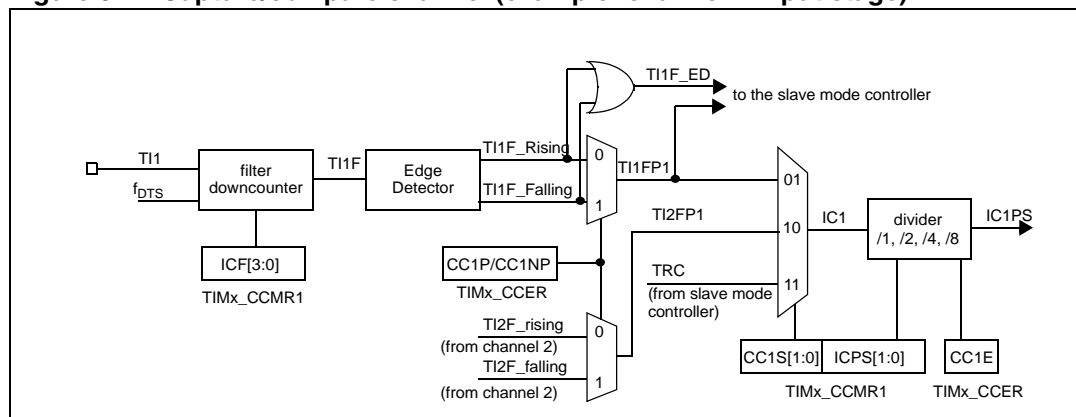 TI1F_ED
to the slave mode controller
TI1
f_DTS
filter
downcounter
TI1F
Edge
Detector
TI1F_Rising
TI1F_Falling
0
1
TI1FP1
TI2FP1
01
10
11
IC1
divider
/1, /2, /4, /8
IC1PS
ICF[3:0]
TIMx_CCMR1
CC1P/CC1NP
TIMx_CCER
TRC
(from slave mode
controller)
TI2F_rising
(from channel 2)
TI2F_falling
(from channel 2)
0
1
CC1S[1:0]
ICPS[1:0]
CC1E
TIMx_CCMR1
TIMx_CCER